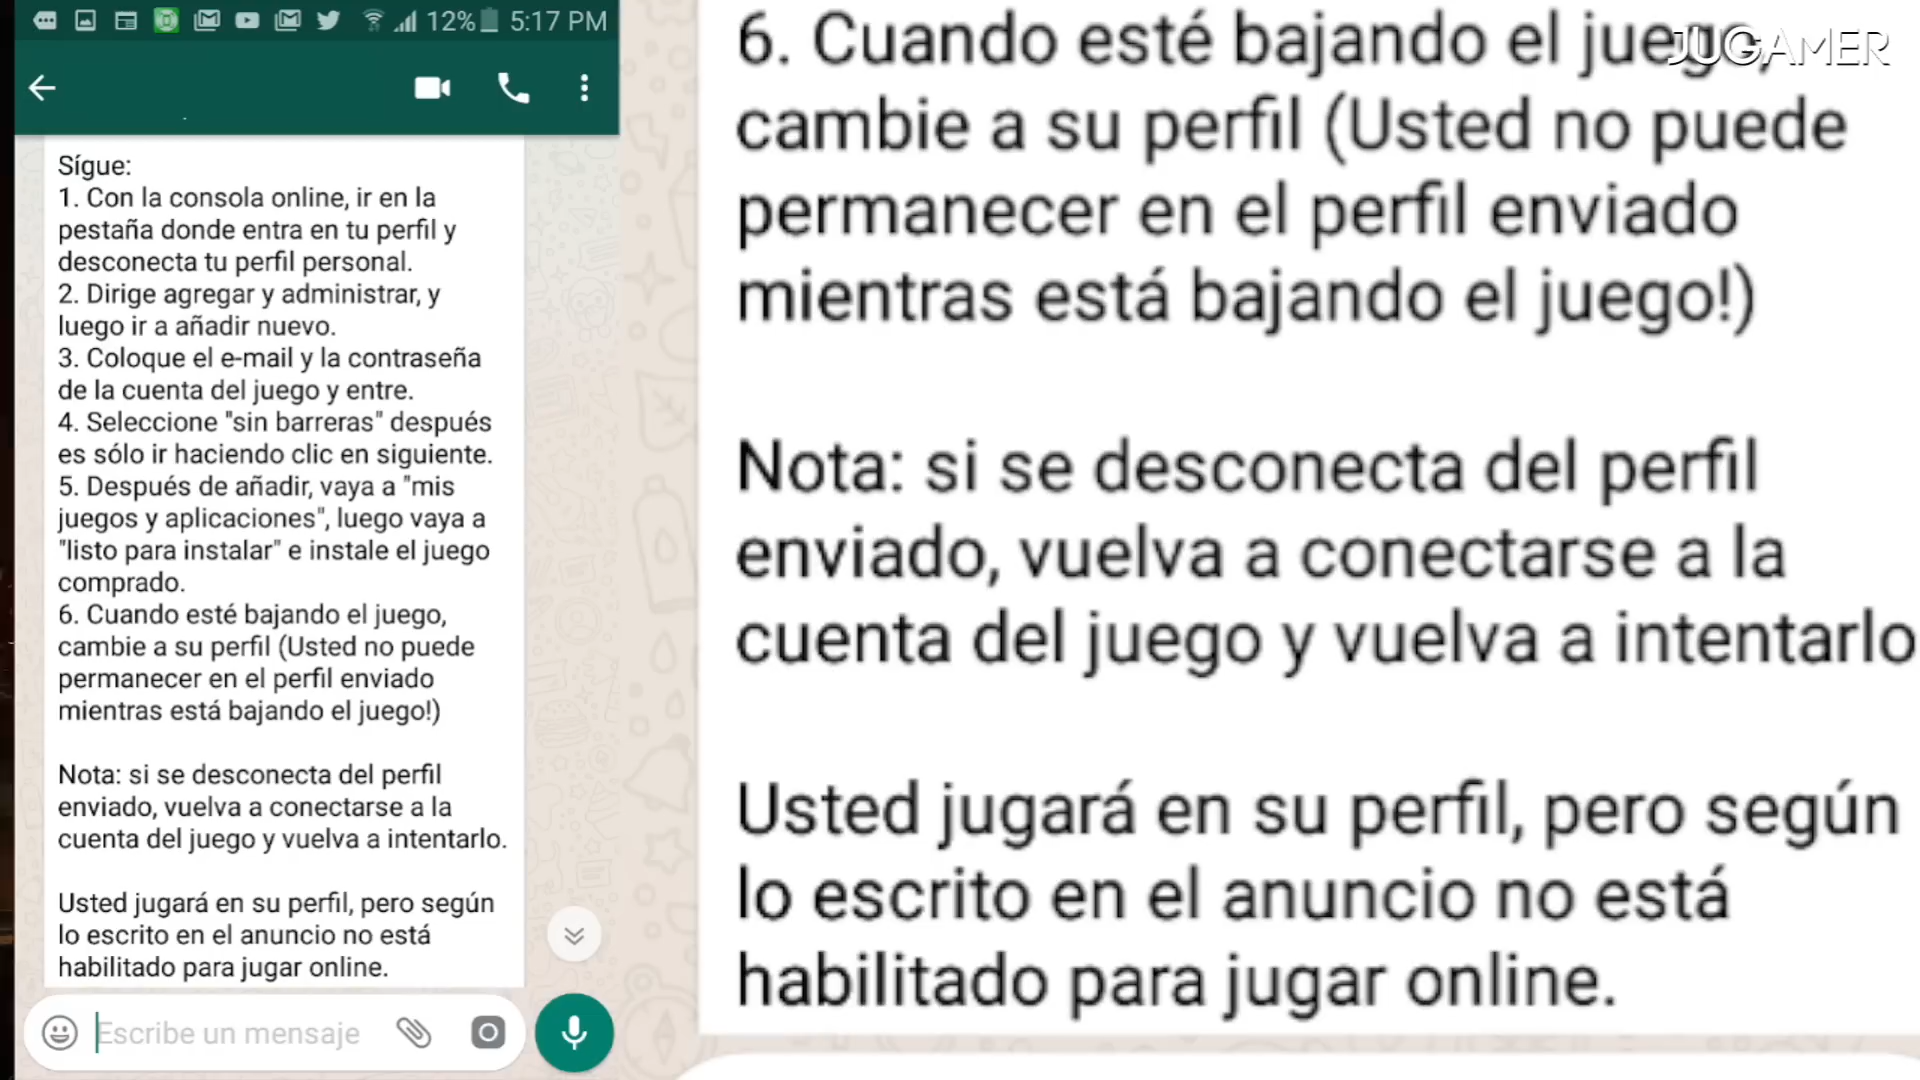 12% 5:17 PM
Sígue:
1. Con la consola online, ir en la
pestaña donde entra en tu perfil y
desconecta tu perfil personal.
2. Dirige agregar y administrar, y
luego ir a añadir nuevo.
3. Coloque el e-mail y la contraseña
de la cuenta del juego y entre.
4. Seleccione "sin barreras" después
es sólo ir haciendo clic en siguiente.
5. Después de añadir, vaya a "mis
juegos y aplicaciones", luego vaya a
"listo para instalar" e instale el juego
comprado.
6. Cuando esté bajando el juego,
cambie a su perfil (Usted no puede
permanecer en el perfil enviado
mientras está bajando el juego!)
Nota: si se desconecta del perfil
enviado, vuelva a conectarse a la
cuenta del juego y vuelva a intentarlo.
Usted jugará en su perfil, pero según
lo escrito en el anuncio no está
habilitado para jugar online.
Escribe un mensaje
6. Cuando esté bajando el juego,
JUGAMER
cambie a su perfil (Usted no puede
permanecer en el perfil enviado
mientras está bajando el juego!)
Nota: si se desconecta del perfil
enviado, vuelva a conectarse a la
cuenta del juego y vuelva a intentarlo
Usted jugará en su perfil, pero según
lo escrito en el anuncio no está
habilitado para jugar online.